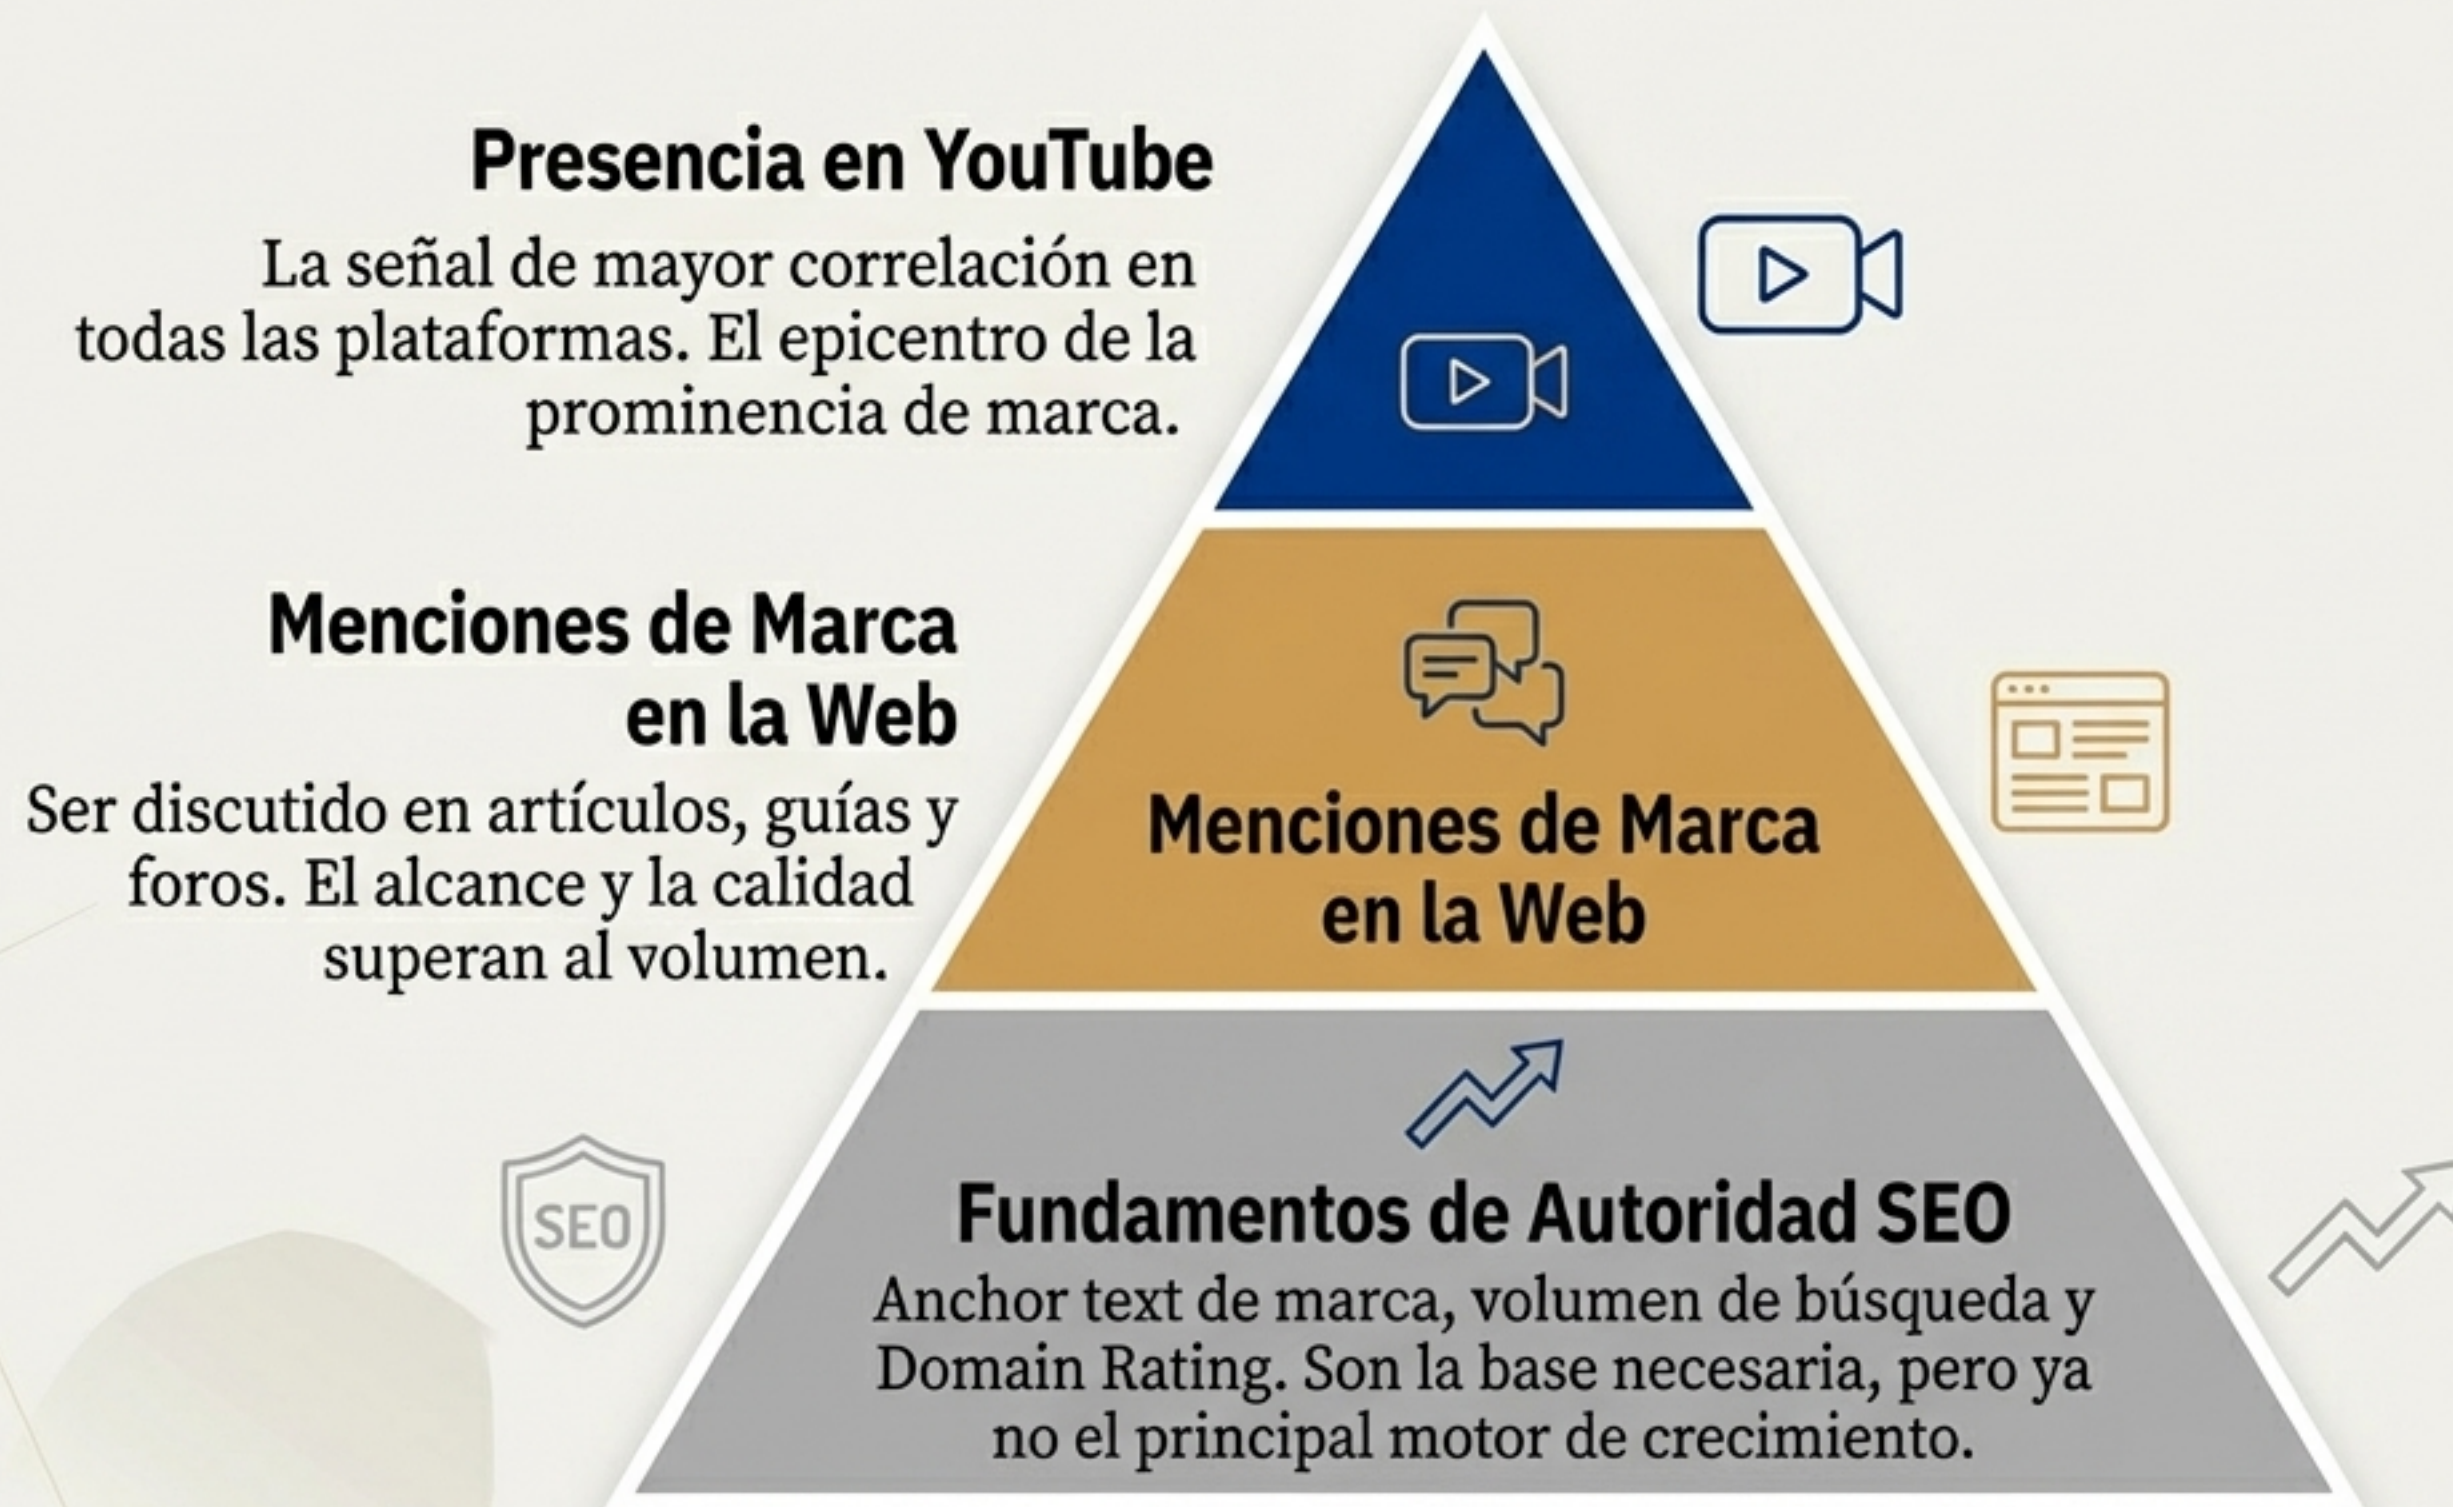 Presencia en YouTube
La señal de mayor correlación en
todas las plataformas. El epicentro de la
prominencia de marca.
Menciones de Marca
en la Web
Ser discutido en artículos, guías y
foros. El alcance y la calidad
superan al volumen.
Menciones de Marca
en la Web
SEO
Fundamentos de Autoridad SEO
Anchor text de marca, volumen de búsqueda y
Domain Rating. Son la base necesaria, pero ya
no el principal motor de crecimiento.